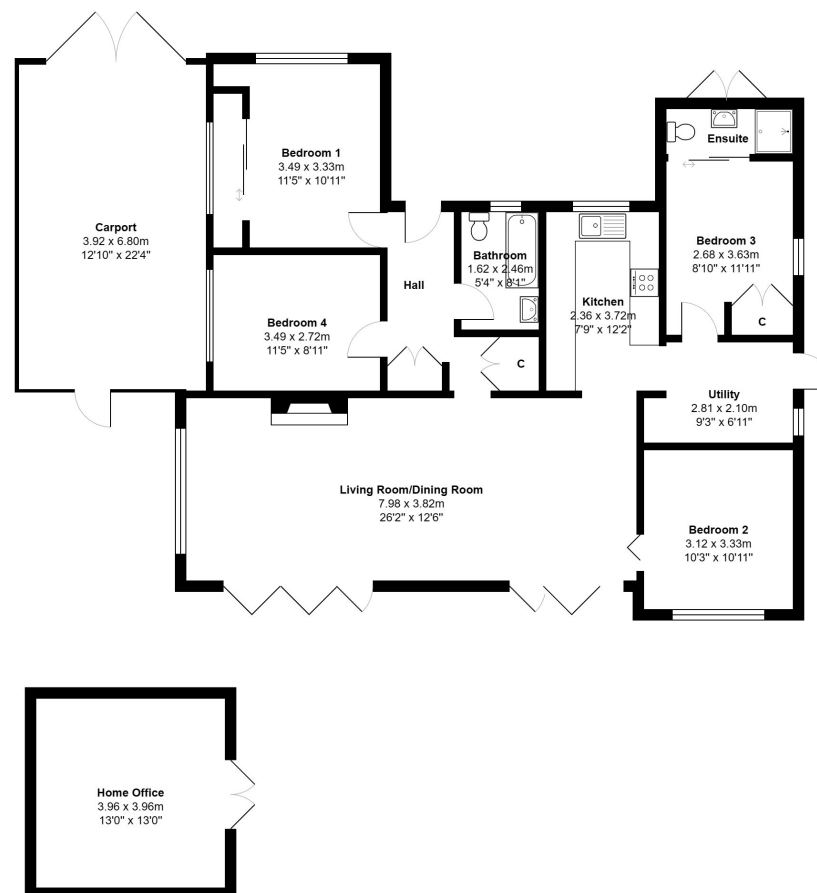 Bedroom 1
3.49 x 3.33m
11'5" x 10'11"
Ensuite
Carport
3.92 x 6.80m
12'10" x 22'4"
Bedroom 3
2.68 x 3.63m
8'10" x 11'11"
Bathroom
1.62 x 2.46m
5'4" x 8'1"
Hall
Kitchen
2.36 x 3.72m
7'9" x 12'2"
Bedroom 4
3.49 x 2.72m
11'5" x 8'11"
C
C
Utility
2.81 x 2.10m
9'3" x 6'11"
Living Room/Dining Room
7.98 x 3.82m
26'2" x 12'6"
Bedroom 2
3.12 x 3.33m
10'3" x 10'11"
Home Office
3.96 x 3.96m
13'0" x 13'0"